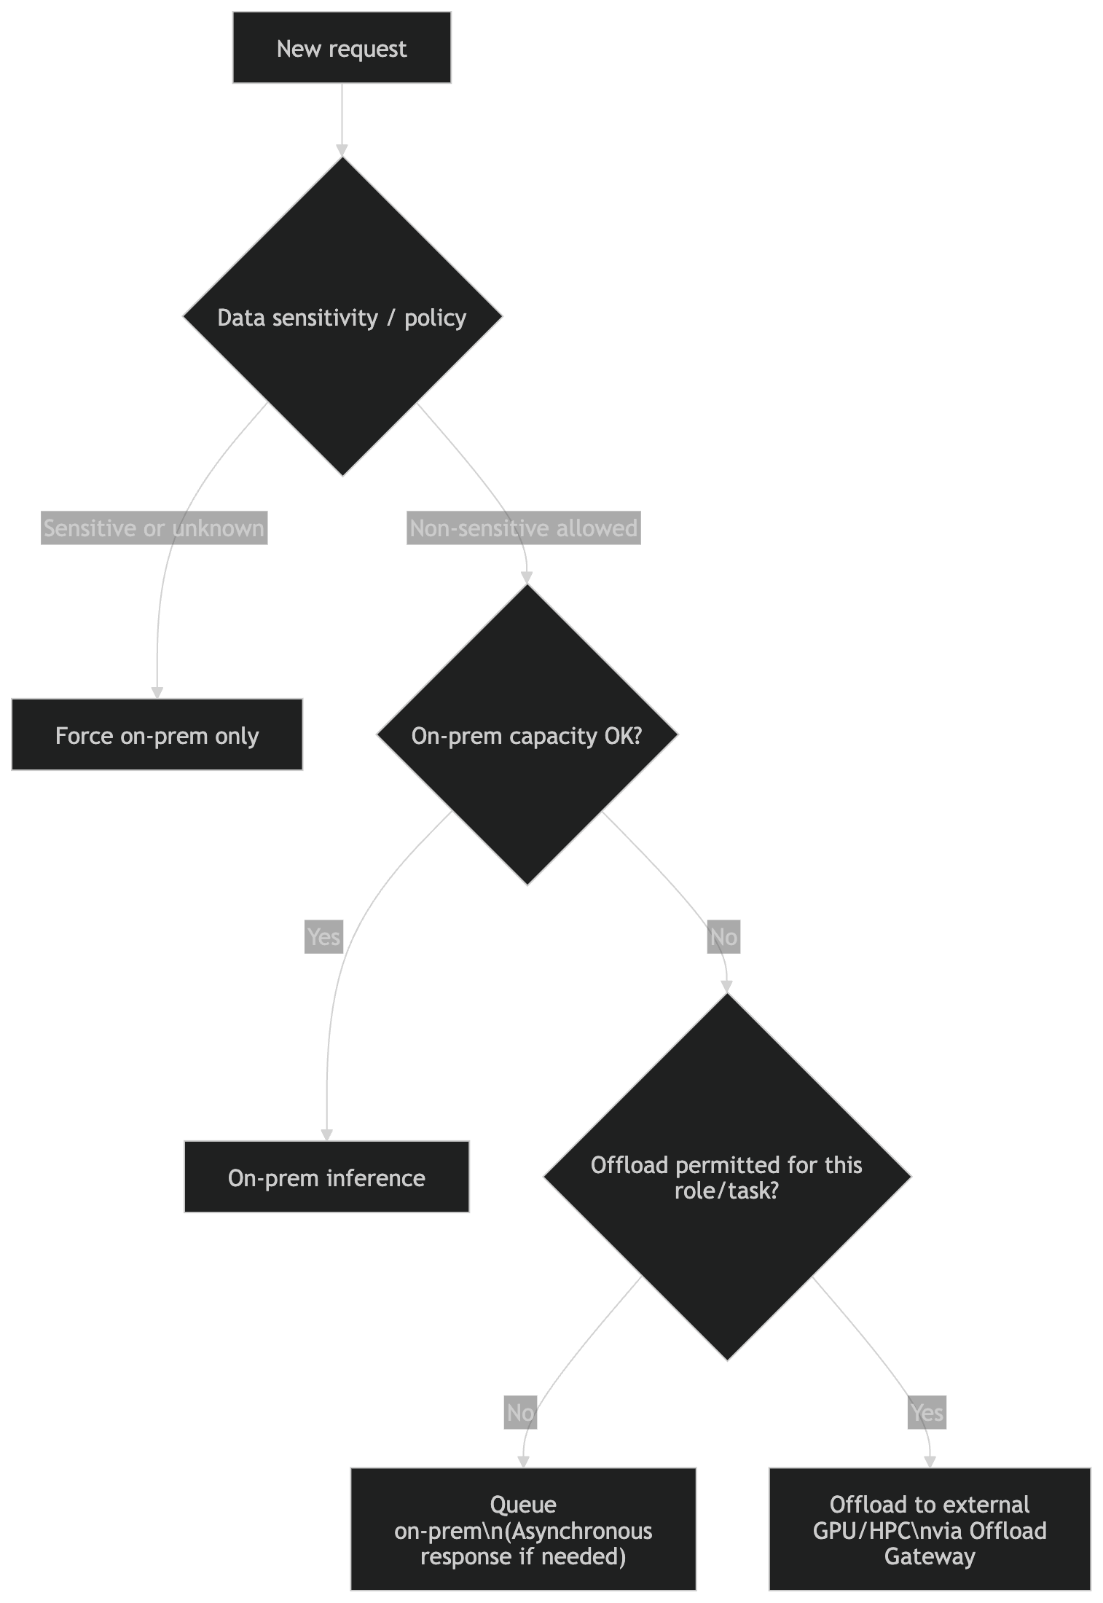 New request
Data sensitivity / policy
Sensitive or unknown
Non-sensitive allowed
Force on-prem only
On-prem capacity OK?
Yes
No
On-prem inference
Offload permitted for this
role/task?
No
Yes
Queue
on-prem\n(Asynchronous
response if needed)
Offload to external
GPU/HPC\nvia Offload
Gateway